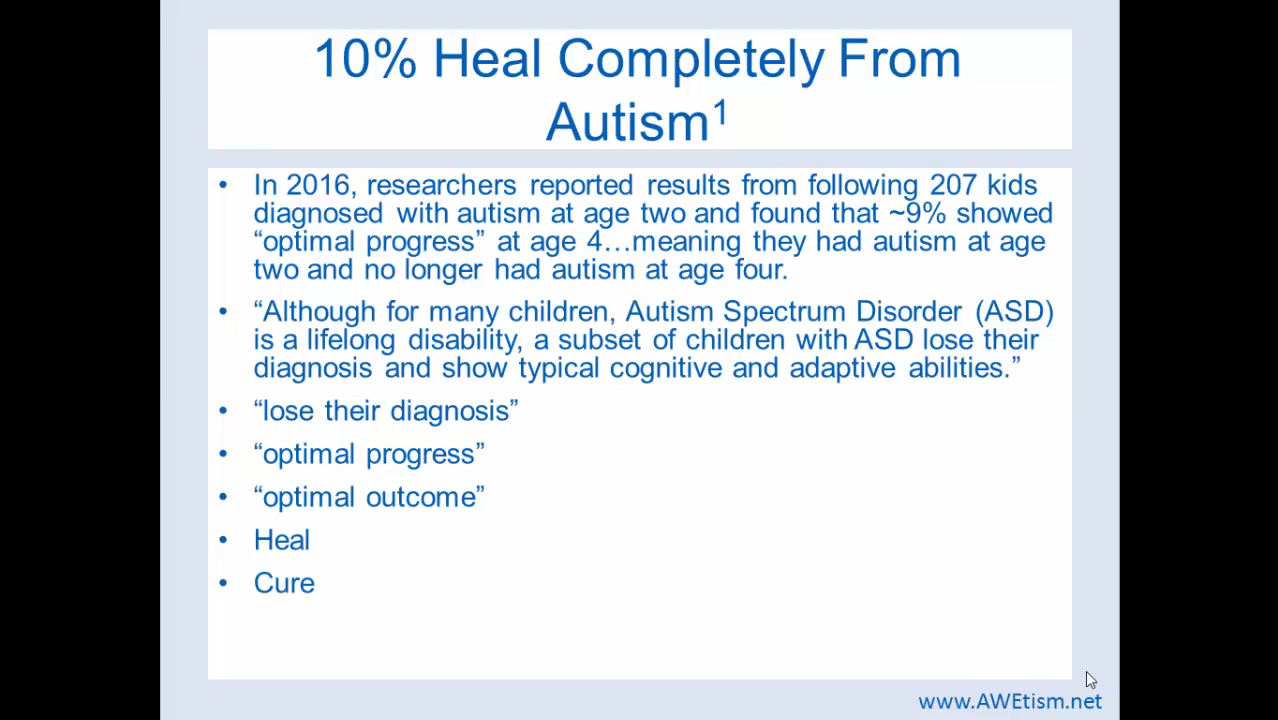 10% Heal Completely From
Autism¹
• In 2016, researchers reported results from following 207 kids
diagnosed with autism at age two and found that ~9% showed
“optimal progress” at age 4…meaning they had autism at age
two and no longer had autism at age four.
• “Although for many children, Autism Spectrum Disorder (ASD)
is a lifelong disability, a subset of children with ASD lose their
diagnosis and show typical cognitive and adaptive abilities.”
• “lose their diagnosis”
• “optimal progress”
• “optimal outcome”
• Heal
• Cure
www.AWEtism.net